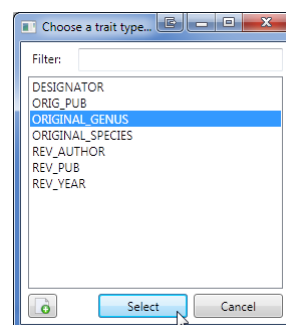 Choose a trait type...
Filter:
DESIGNATOR
ORIG_PUB
ORIGINAL_GENUS
ORIGINAL_SPECIES
REV_AUTHOR
REV_PUB
REV_YEAR
Select
Cancel